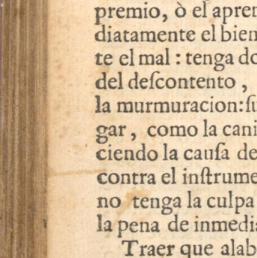 premio, ò el apren
diatamente el bien
te el mal: tenga do
del deſcontento,
la murmuracion: ſu
gar, como la cani
ciendo la cauſa de
contra el inſtrume
no tenga la culpa
la pena de inmedia
Traer que alab